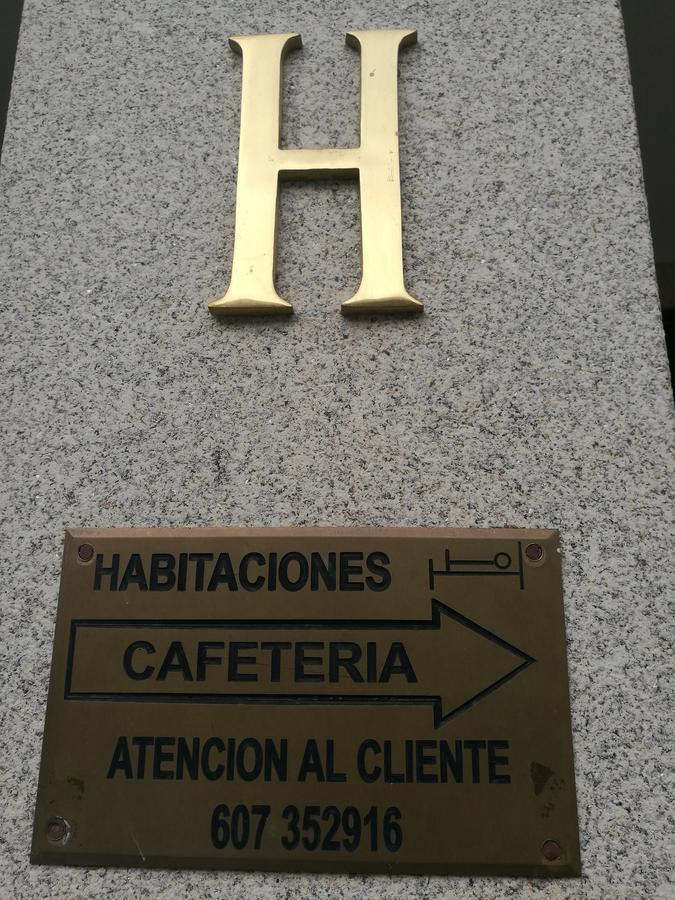 H
HABITACIONES
CAFETERIA
ATENCION AL CLIENTE
607 352916